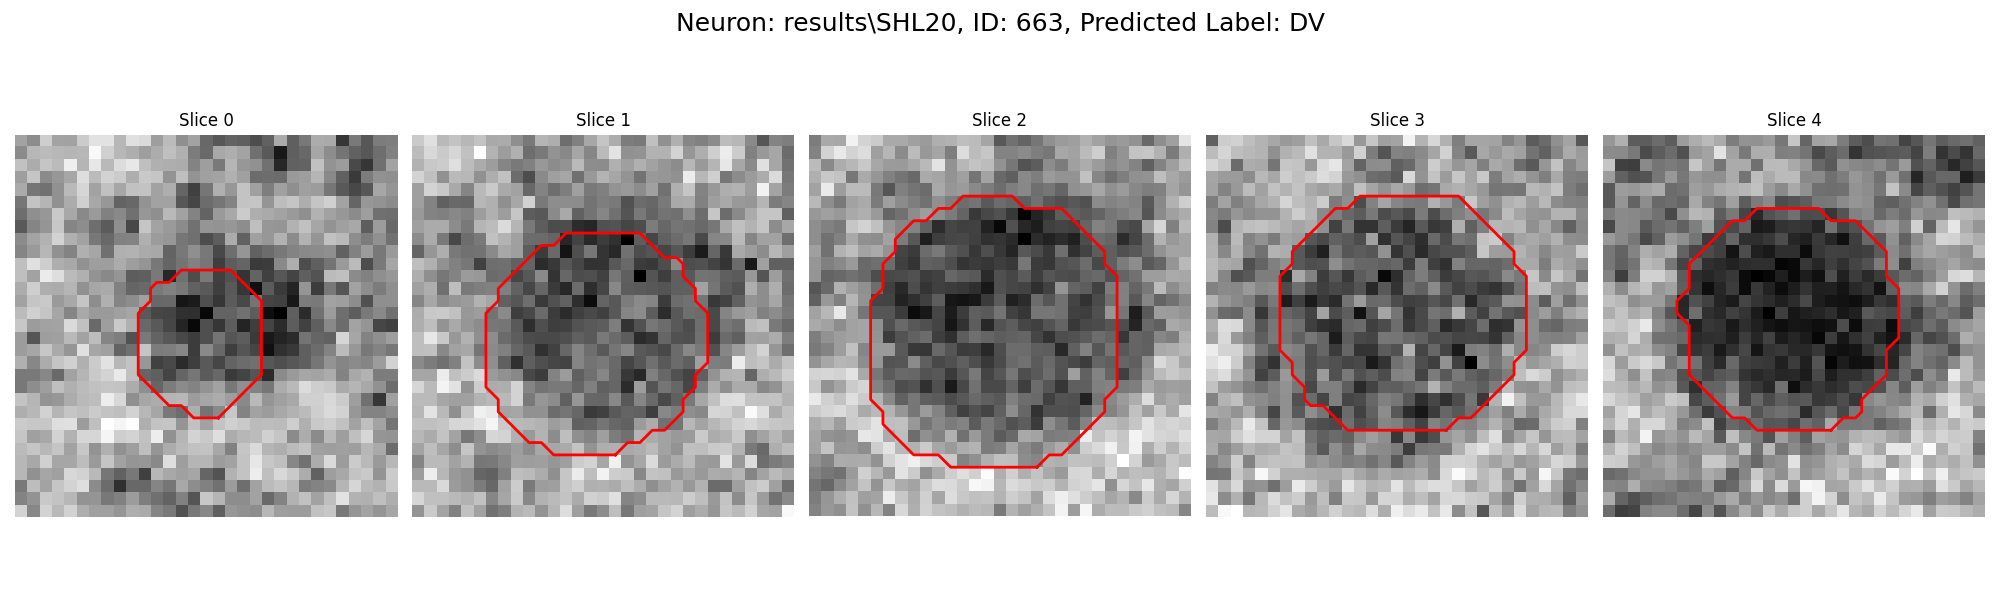 Neuron: results\SHL20, ID: 663, Predicted Label: DV
Slice 0
Slice 1
Slice 2
Slice 3
Slice 4